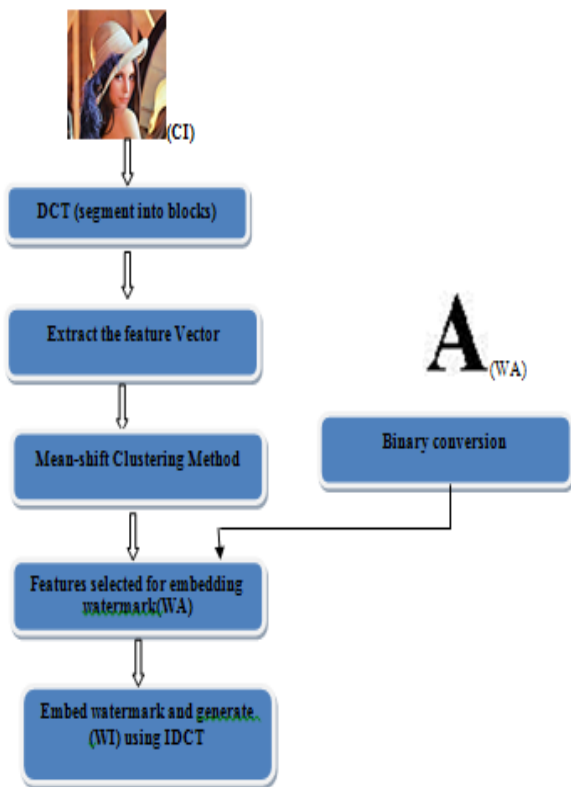 (CI)
DCT (segment into blocks)
Extract the feature Vector
A
(WA)
Mean-shift Clustering Method
Binary conversion
Features selected for embedding
watermark(WA)
Embed watermark and generate
(WI) using IDCT